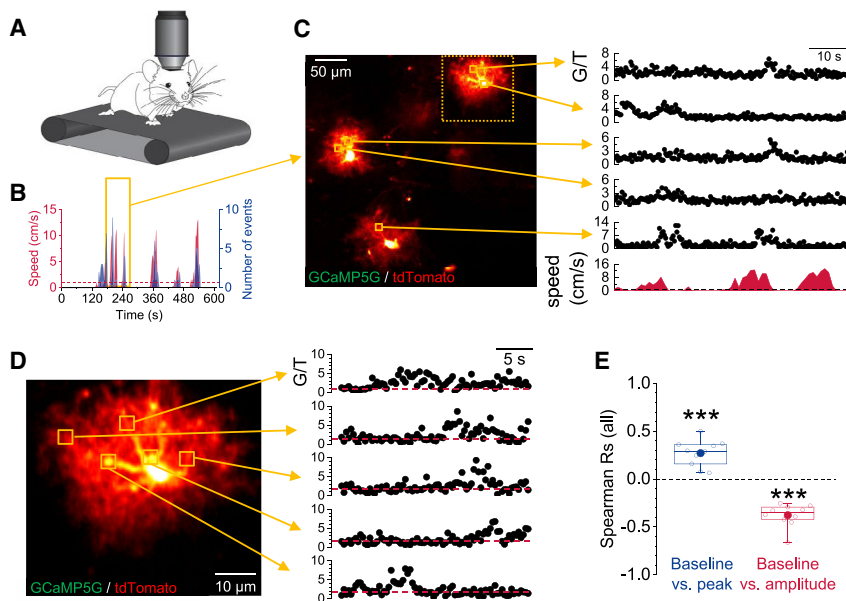 A
B
Speed (cm/s)
15
10
5
0
10
5
0
Number of events
0 120 240 360 480 600
Time (s)
C
50 µm
GCaMP5G / tdTomato
10 s
G/T
8
4
0
8
4
0
6
3
0
6
3
0
14
7
0
speed
(cm/s)
16
8
0
D
GCaMP5G / tdTomato
10 µm
5 s
G/T
10
5
0
10
5
0
10
5
0
10
5
0
10
5
0
E
Spearman Rs (all)
1.0
0.5
0.0
-0.5
-1.0
***
***
Baseline
vs. peak
Baseline
vs. amplitude